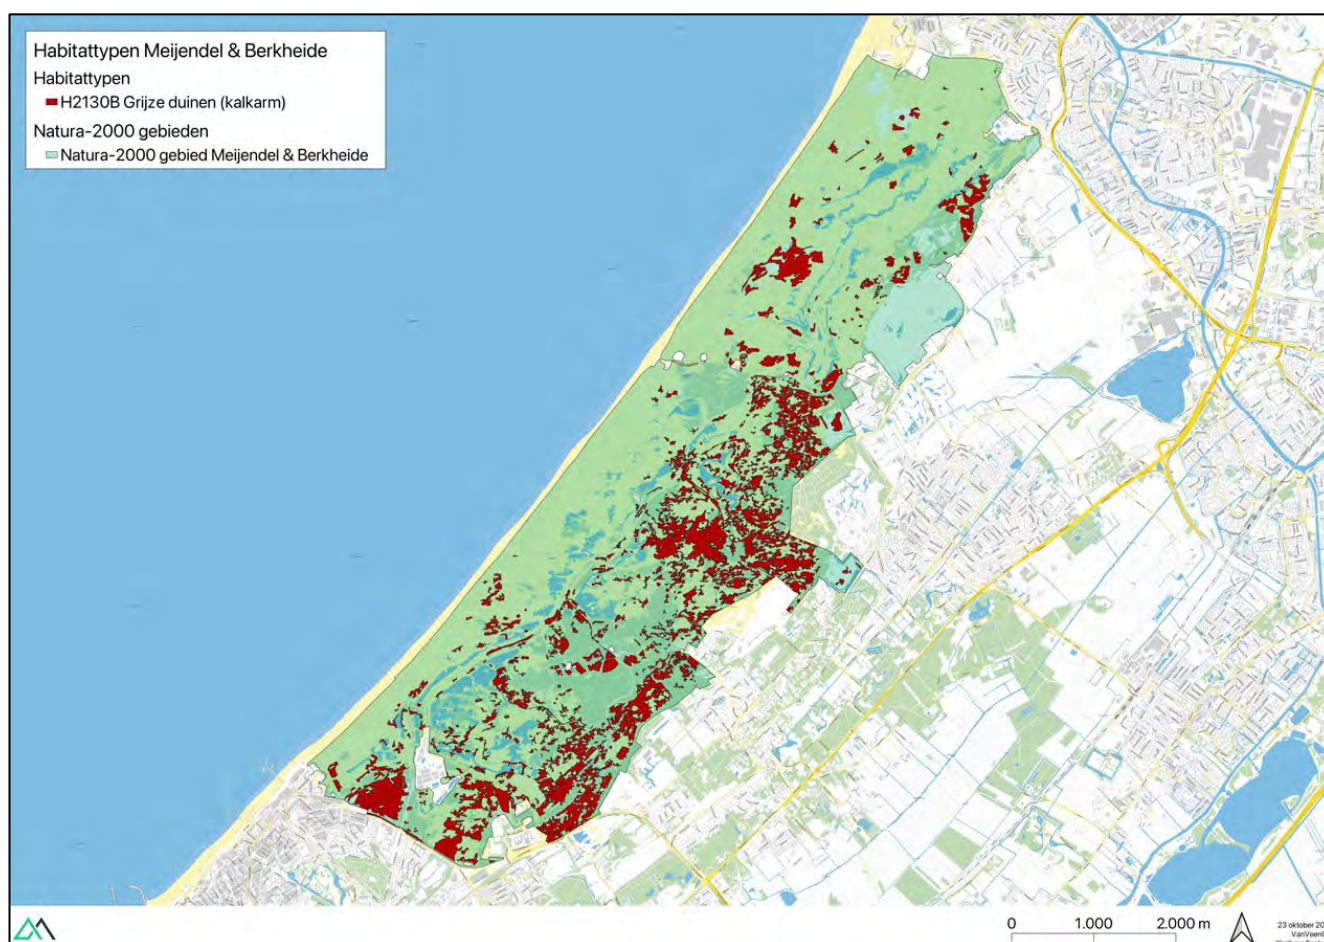 Habitattypen Meijendel & Berkheide
Habitattypen
H2130B Grijze duinen (kalkarm)
Natura-2000 gebieden
Natura-2000 gebied Meijendel & Berkheide
0 1.000 2.000 m
23 oktober 20
VanVeen